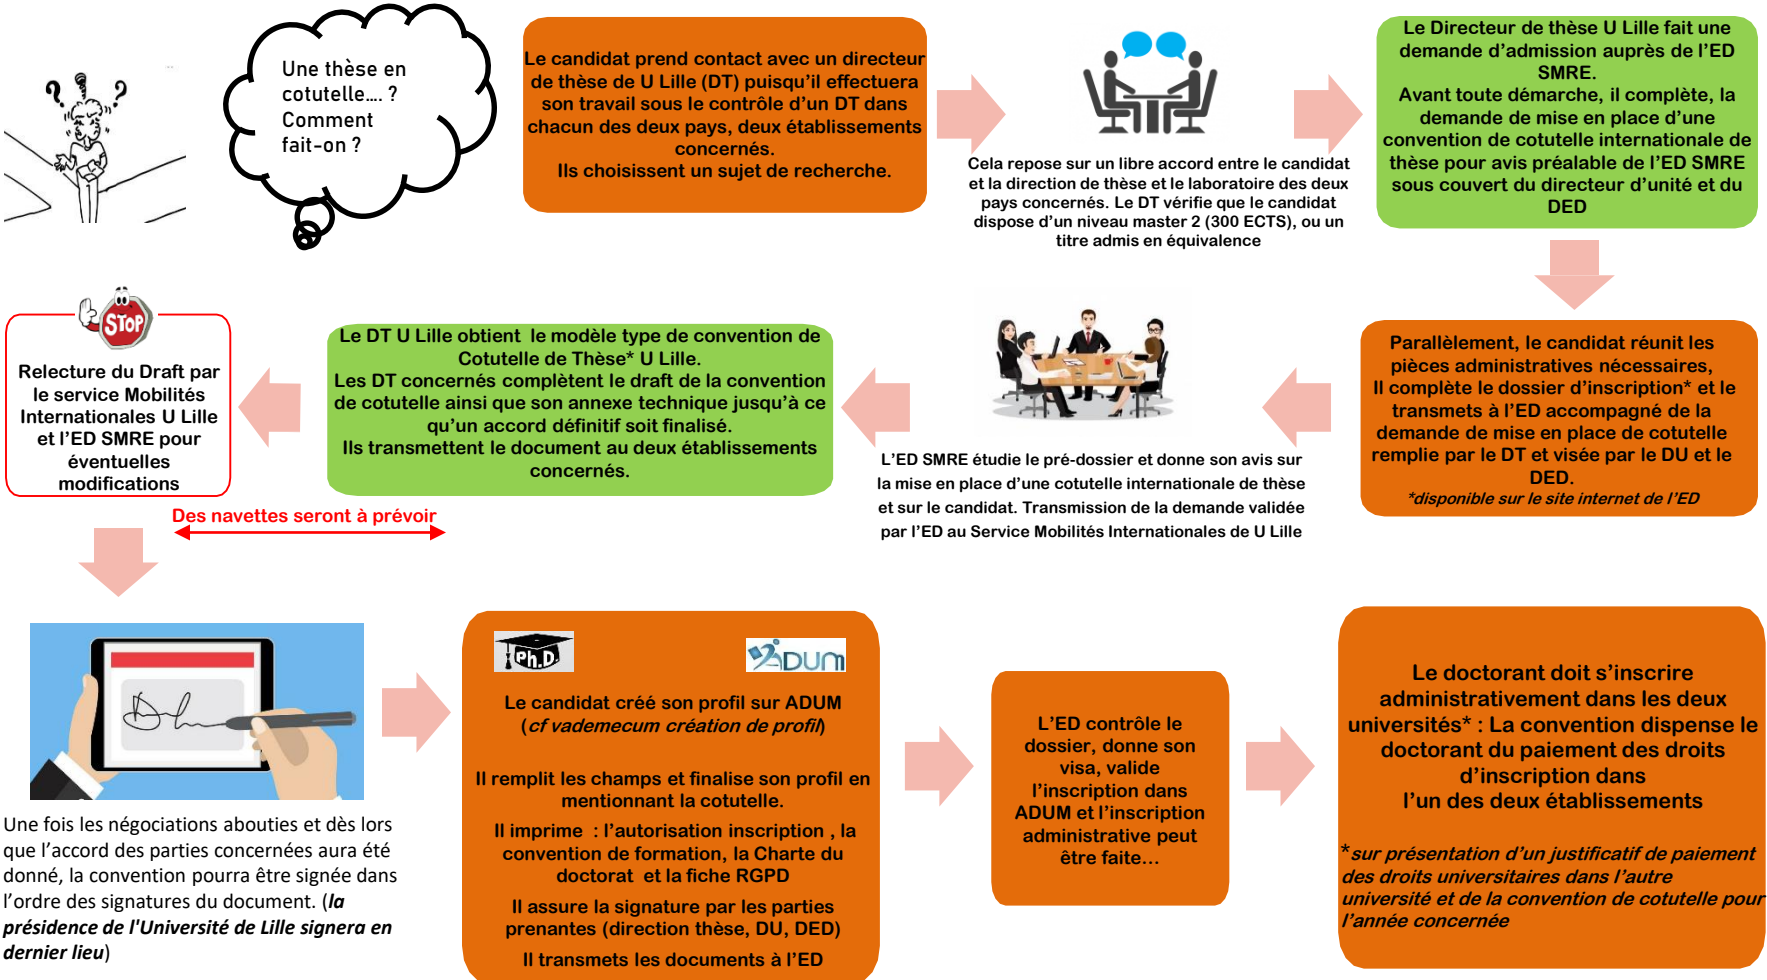 Une thèse en
cotutelle…. ?
Comment
fait-on ?
Le candidat prend contact avec un directeur
de thèse de U Lille (DT) puisqu'il effectuera
son travail sous le contrôle d'un DT dans
chacun des deux pays, deux établissements
concernés.
Ils choisissent un sujet de recherche.
Cela repose sur un libre accord entre le candidat
et la direction de thèse et le laboratoire des deux
pays concernés. Le DT vérifie que le candidat
dispose d'un niveau master 2 (300 ECTS), ou un
titre admis en équivalence
Le Directeur de thèse U Lille fait une
demande d'admission auprès de l'ED
SMRE.
Avant toute démarche, il complète, la
demande de mise en place d'une
convention de cotutelle internationale de
thèse pour avis préalable de l'ED SMRE
sous couvert du directeur d'unité et du
DED
Parallèlement, le candidat réunit les
pièces administratives nécessaires,
Il complète le dossier d'inscription* et le
transmets à l'ED accompagné de la
demande de mise en place de cotutelle
remplie par le DT et visée par le DU et le
DED.
*disponible sur le site internet de l'ED
L'ED SMRE étudie le pré-dossier et donne son avis sur
la mise en place d'une cotutelle internationale de thèse
et sur le candidat. Transmission de la demande validée
par l'ED au Service Mobilités Internationales de U Lille
Le DT U Lille obtient le modèle type de convention de
Cotutelle de Thèse* U Lille.
Les DT concernés complètent le draft de la convention
de cotutelle ainsi que son annexe technique jusqu'à ce
qu'un accord définitif soit finalisé.
Ils transmettent le document au deux établissements
concernés.
STOP
Relecture du Draft par
le service Mobilités
Internationales U Lille
et l'ED SMRE pour
éventuelles
modifications
Des navettes seront à prévoir
Une fois les négociations abouties et dès lors
que l'accord des parties concernées aura été
donné, la convention pourra être signée dans
l'ordre des signatures du document. (la
présidence de l'Université de Lille signera en
dernier lieu)
Ph.D.
ADUM
Le candidat créé son profil sur ADUM
(cf vademecum création de profil)
Il remplit les champs et finalise son profil en
mentionnant la cotutelle.
Il imprime : l'autorisation inscription , la
convention de formation, la Charte du
doctorat et la fiche RGPD
Il assure la signature par les parties
prenantes (direction thèse, DU, DED)
Il transmets les documents à l'ED
L'ED contrôle le
dossier, donne son
visa, valide
l'inscription dans
ADUM et l'inscription
administrative peut
être faite…
Le doctorant doit s'inscrire
administrativement dans les deux
universités* : La convention dispense le
doctorant du paiement des droits
d'inscription dans
l'un des deux établissements
*sur présentation d'un justificatif de paiement
des droits universitaires dans l'autre
université et de la convention de cotutelle pour
l'année concernée